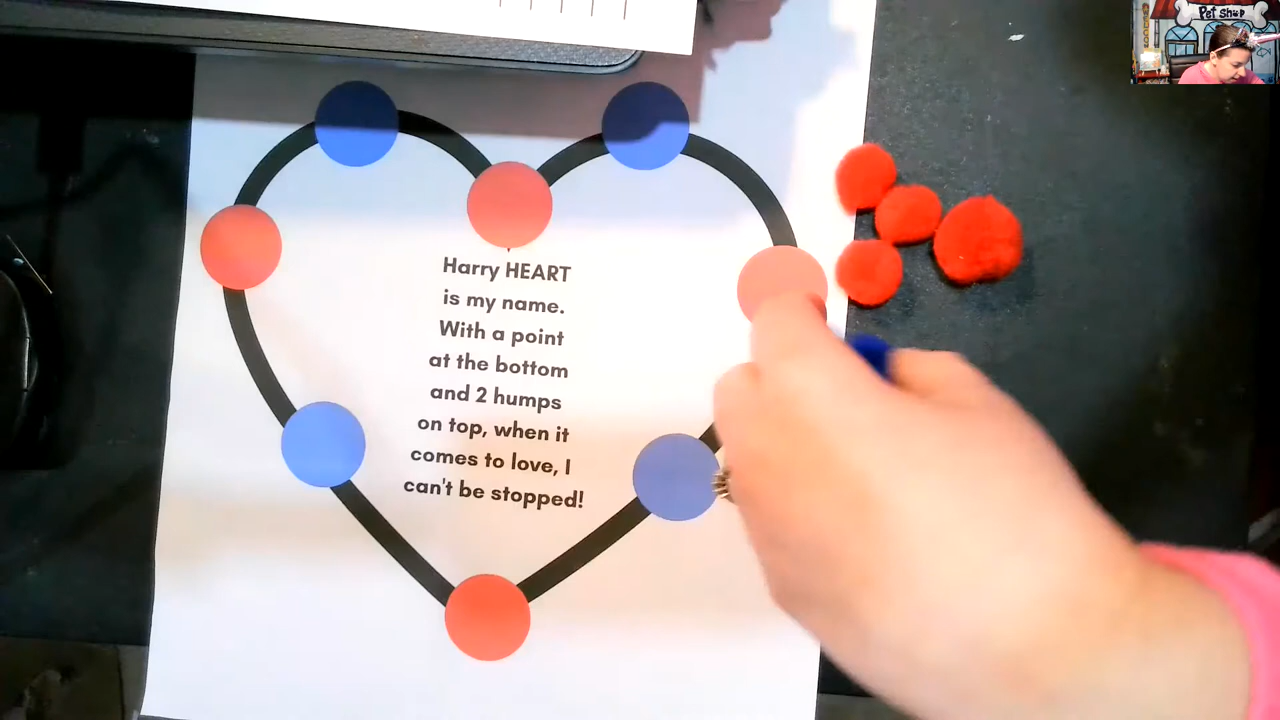 Pet Shop
Harry HEART
is my name.
With a point
at the bottom
and 2 humps
on top, when it
comes to love, I
can't be stopped!